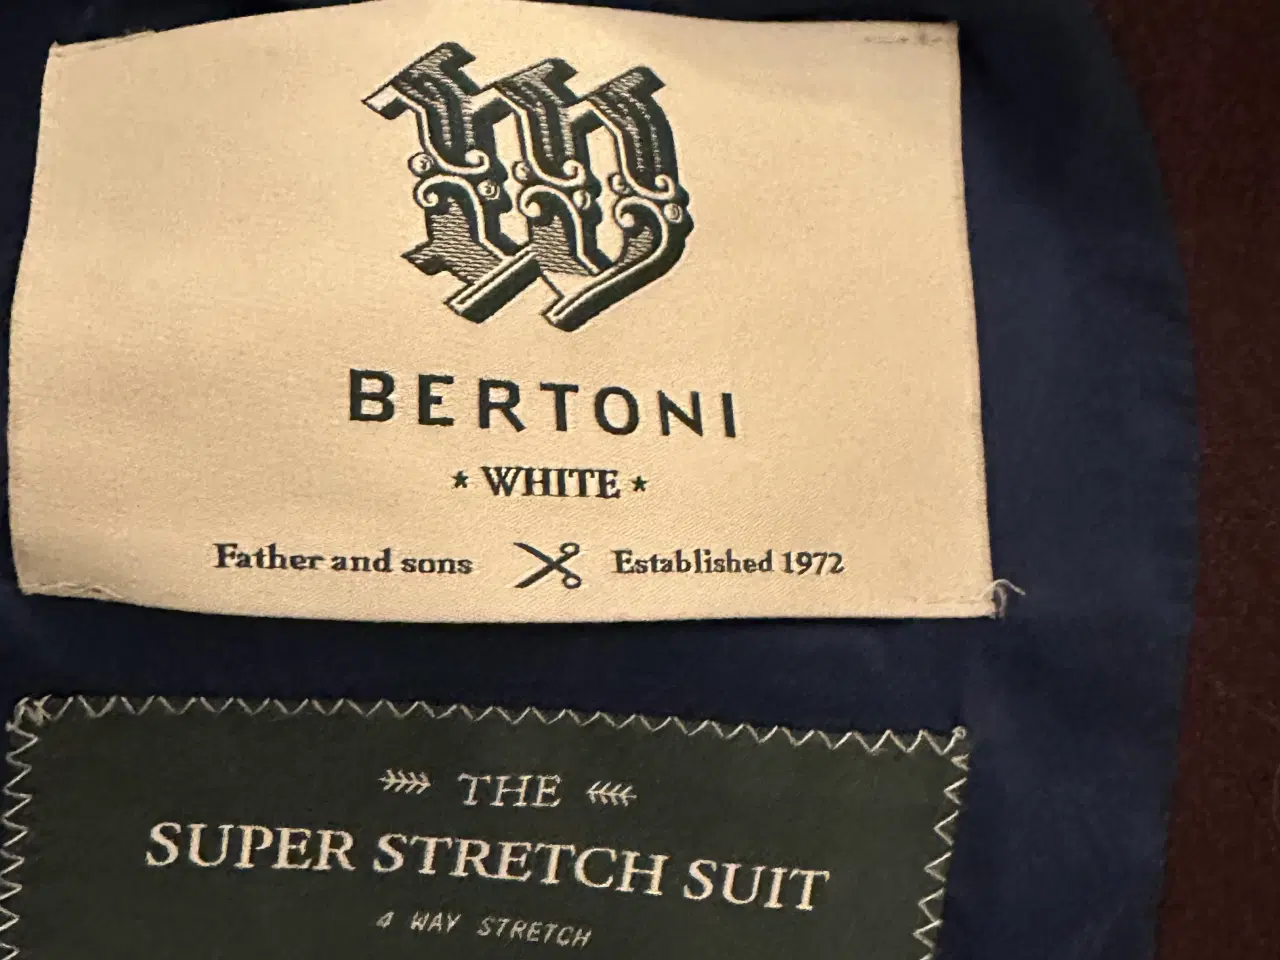 W
BERTONI
* WHITE *
Father and sons Established 1972
THE
SUPER STRETCH SUIT
4 WAY STRETCH